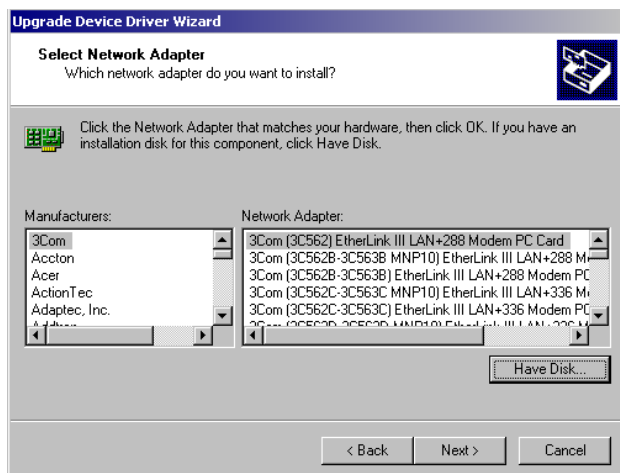 Upgrade Device Driver Wizard
Select Network Adapter
Which network adapter do you want to install?
Click the Network Adapter that matches your hardware, then click OK. If you have an
installation disk for this component, click Have Disk.
Manufacturers:
3Com
Accton
Acer
ActionTec
Adaptec, Inc.
Network Adapter:
3Com (3C562) EtherLink III LAN+288 Modem PC Card
3Com (3C562B-3C563B MNP10) EtherLink III LAN+288
3Com (3C562B-3C563B) EtherLink III LAN+288 Modem PC
3Com (3C562C-3C563C MNP10) EtherLink III LAN+336
3Com (3C562C-3C563C) EtherLink III LAN+336 Modem PC
Have Disk...
< Back
Next >
Cancel